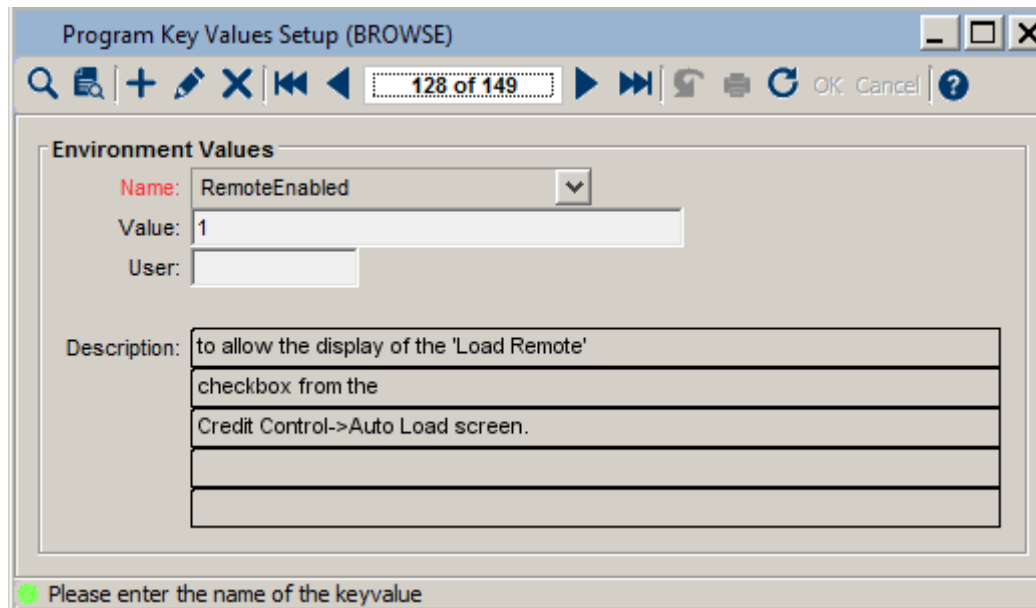 Program Key Values Setup (BROWSE)
128 of 149
OK Cancel
Environment Values
Name: RemoteEnabled
Value: 1
User:
Description: to allow the display of the 'Load Remote'
checkbox from the
Credit Control->Auto Load screen.
Please enter the name of the keyvalue